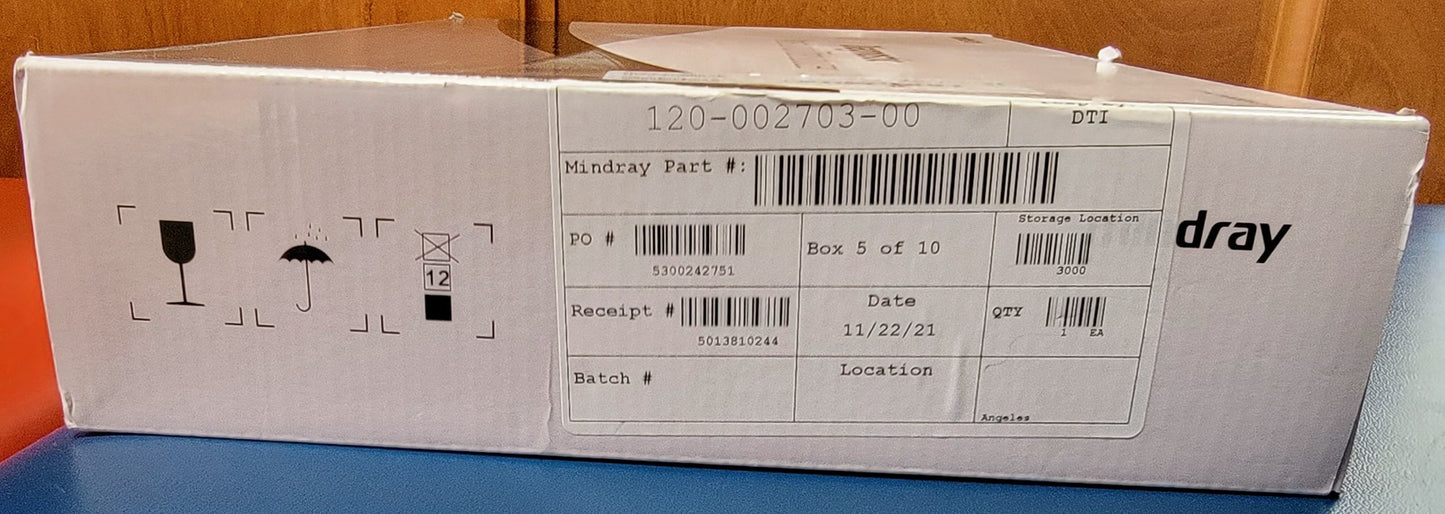 120-002703-00
DTI
Mindray Part #:
PO #
5300242751
Box 5 of 10
Storage Location
3000
dray
Receipt #
5013810244
Date
11/22/21
QTY
1 EA
Batch #
Location
Angeles
12